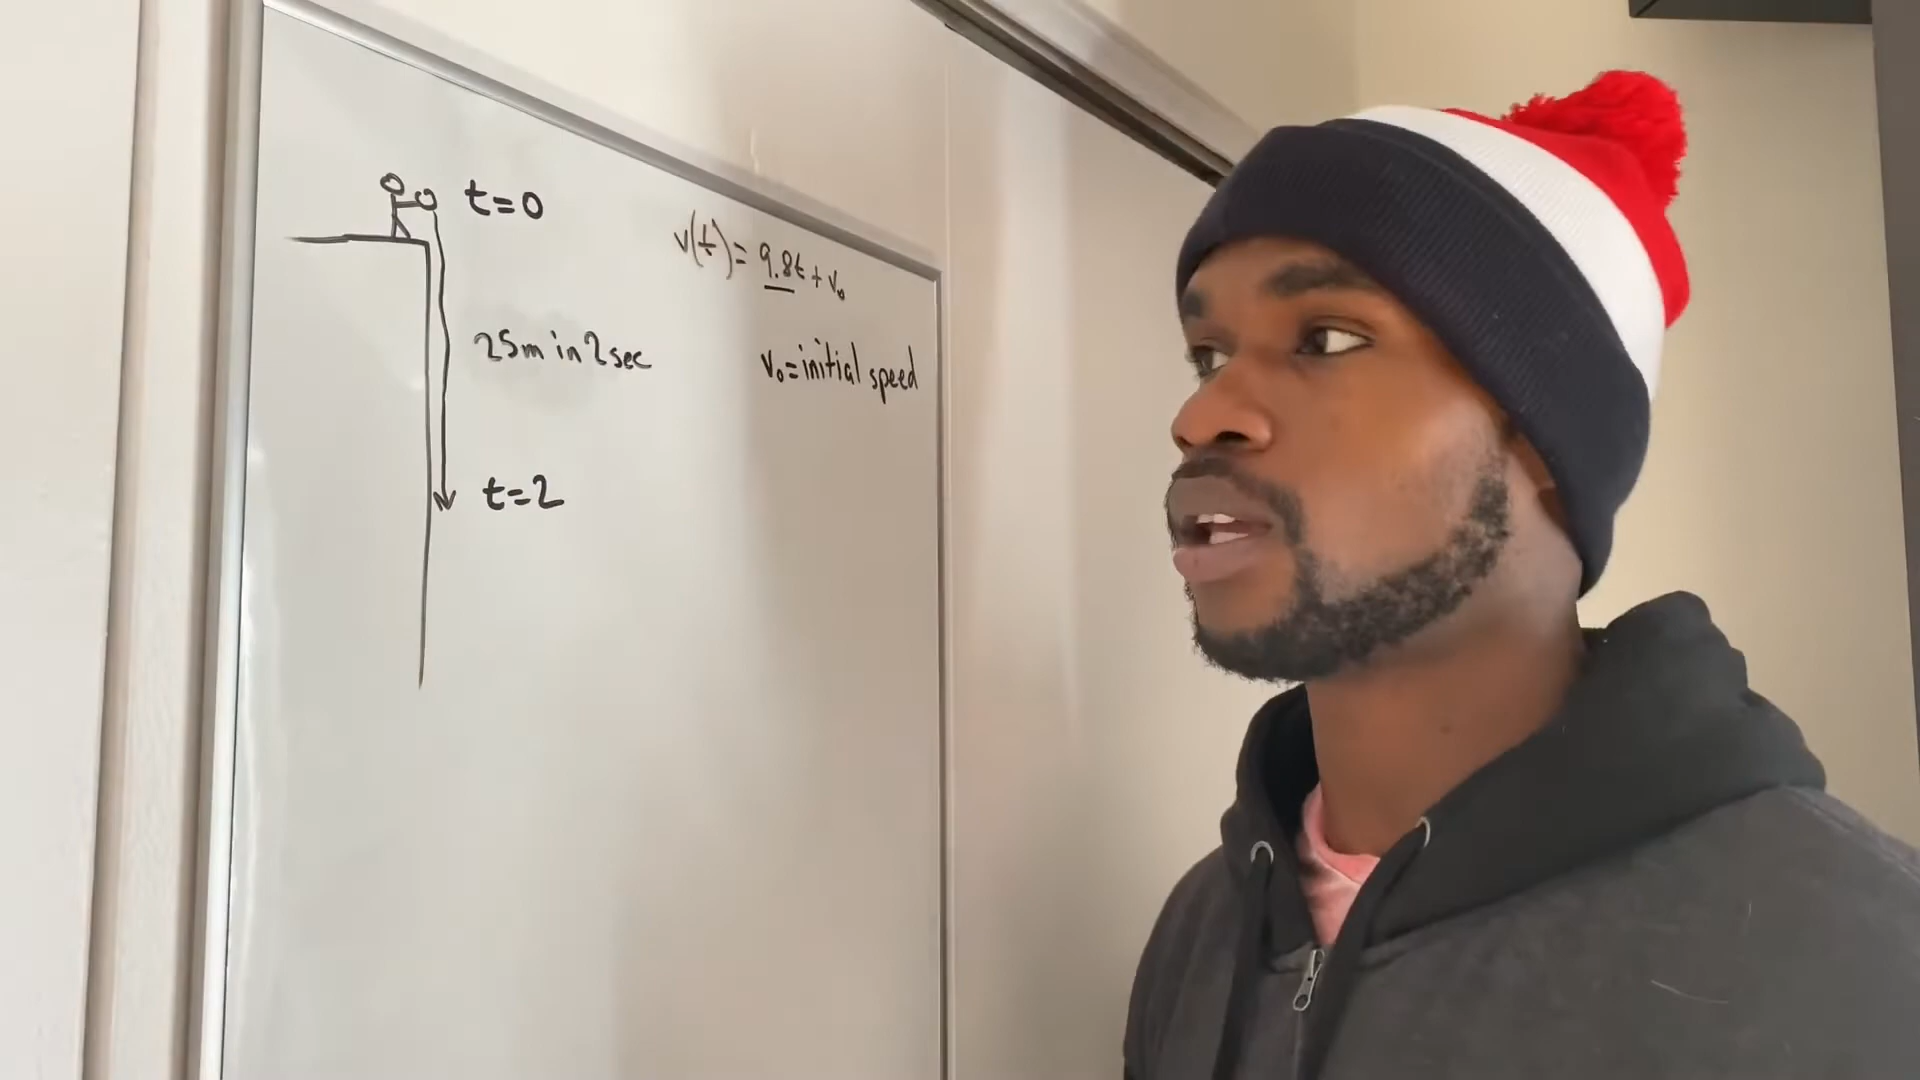 t=0
v(t)=9.8t+v₀
25m in 2sec
v₀=initial speed
t=2